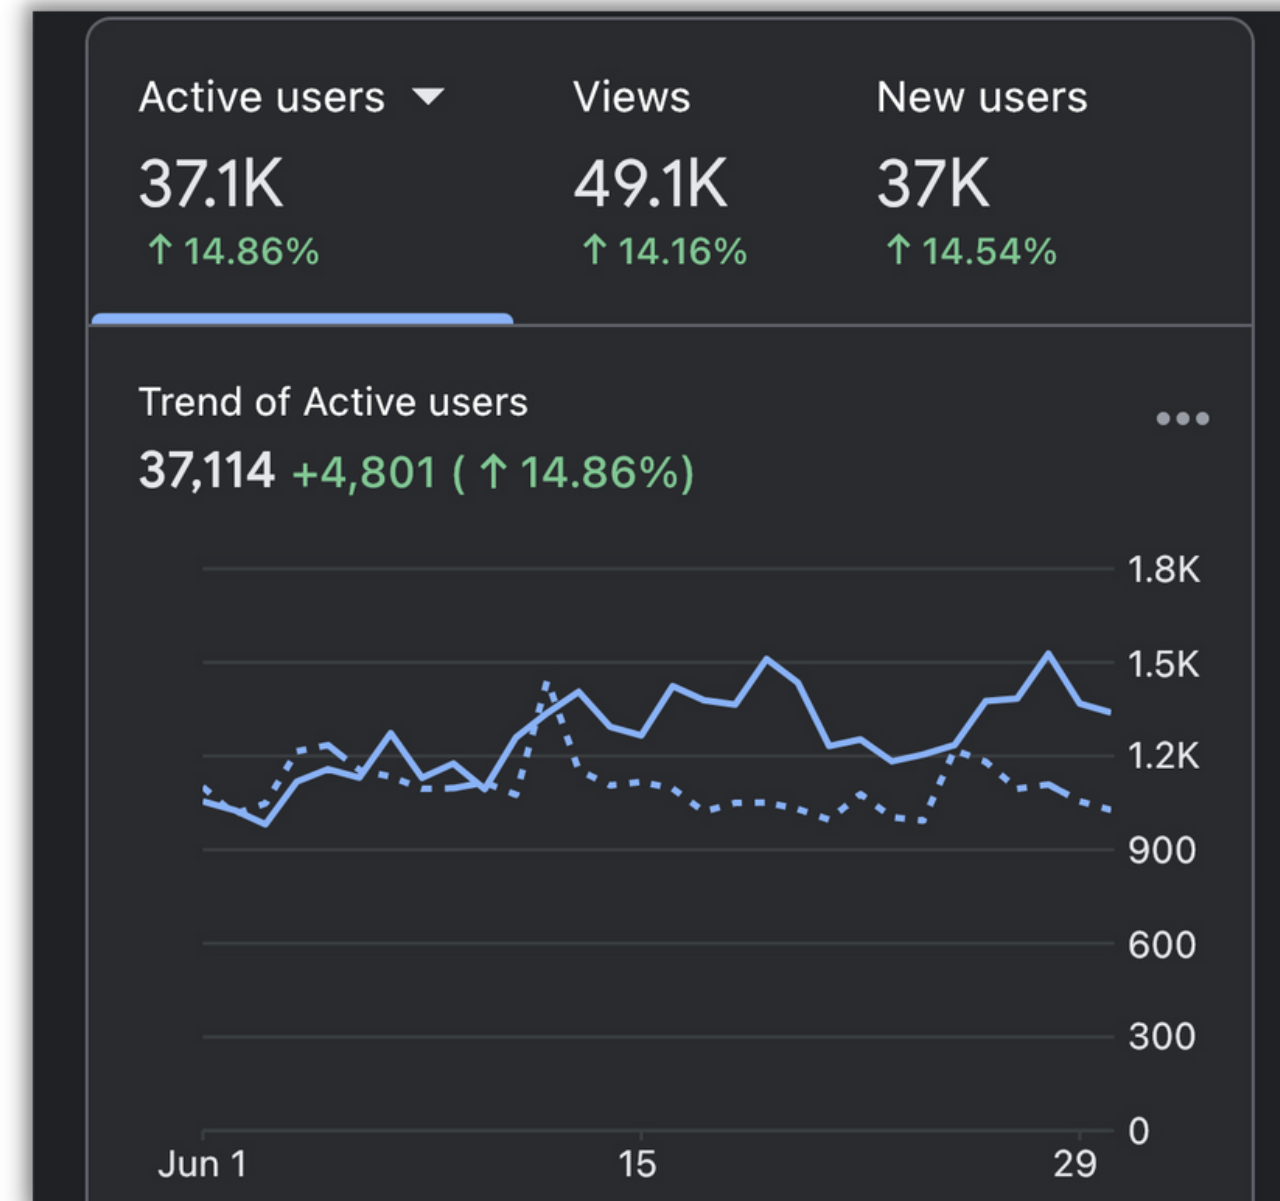 Active users Views New users
37.1K 49.1K 37K
↑ 14.86% ↑ 14.16% ↑ 14.54%
Trend of Active users
37,114 +4,801 ( ↑ 14.86%)
1.8K
1.5K
1.2K
900
600
300
0
Jun 1 15 29